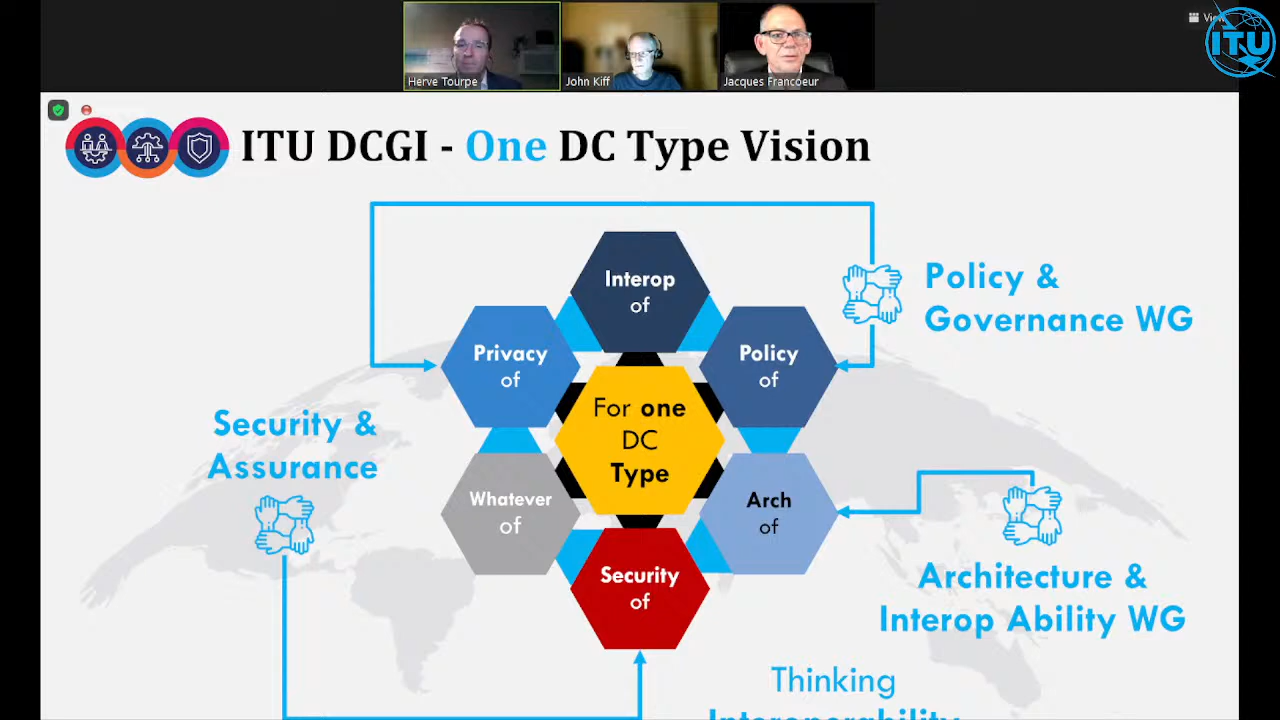 Herve Tourpe
John Kiff
Jacques Francoeur
ITU
ITU DCGI - One DC Type Vision
Interop
of
Policy &
Governance WG
Privacy
of
Policy
of
For one
DC
Type
Security &
Assurance
Whatever
of
Arch
of
Security
of
Architecture &
Interop Ability WG
Thinking
Interoperability